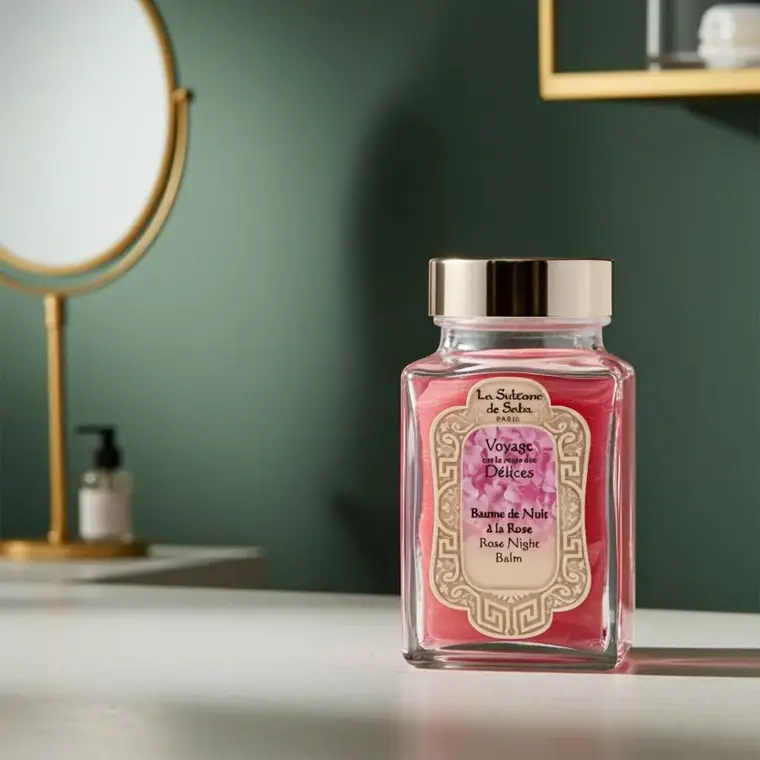 La Sultane
de Saba
PARIS
Voyage
Délices
Baume de Nuit
à la Rose
Rose Night
Balm